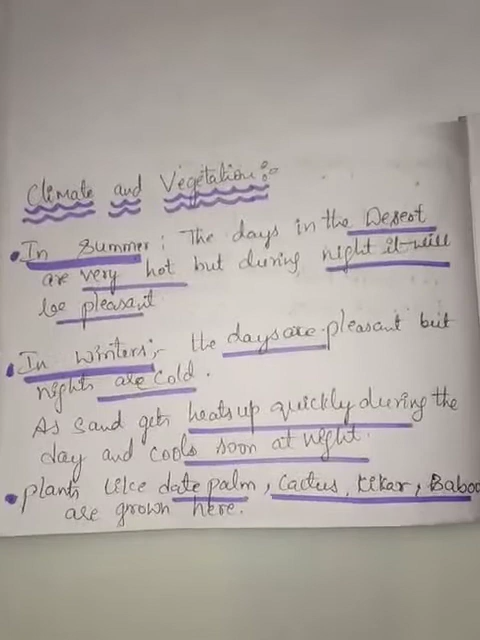 Climate and Vegetation :-
In Summer : The days in the Desert
are very hot but during night it will
be pleasant
In winters :- the days are pleasant but
nights are cold.
As sand gets heats up quickly during the
day and cools soon at night.
plants like date palm, Cactus, Kikar, Baboo
are grown here.